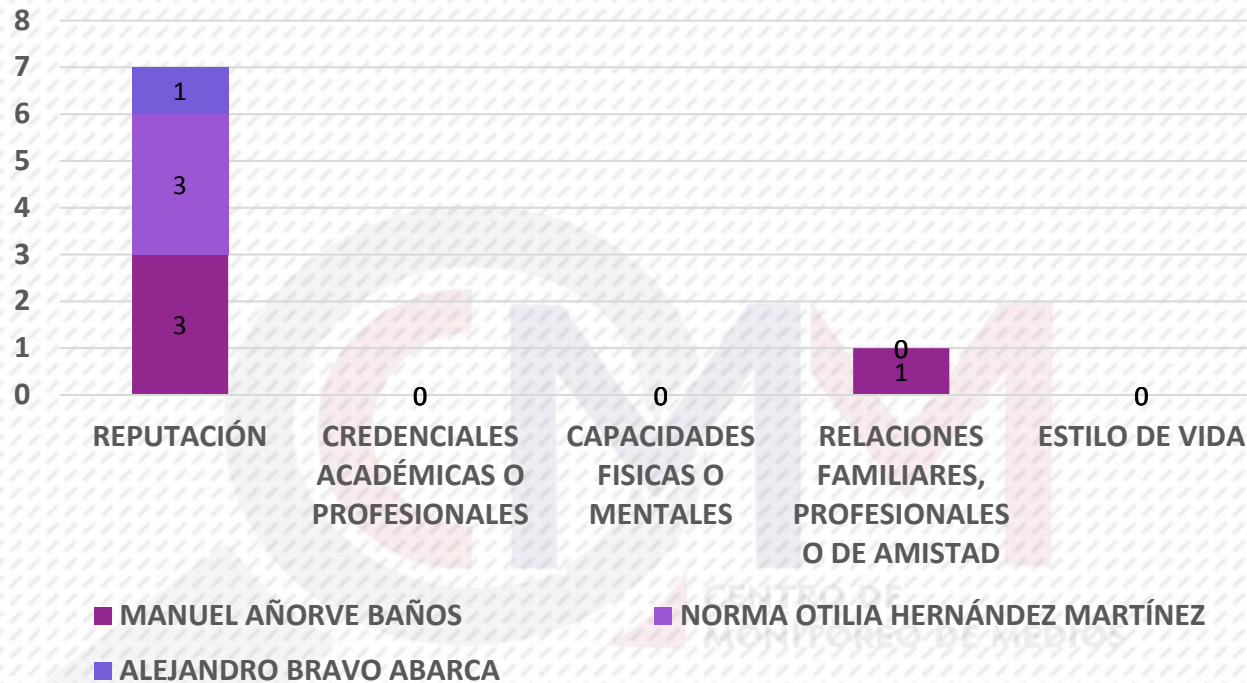 8
7
6
5
4
3
2
1
0
1
3
3
0
0
0
1
0
REPUTACIÓN
CREDENCIALES
ACADÉMICAS O
PROFESIONALES
CAPACIDADES
FISICAS O
MENTALES
RELACIONES
FAMILIARES,
PROFESIONALES
O DE AMISTAD
ESTILO DE VIDA
CMM
CENTRO DE
MONITOREO DE MEDIOS
MANUEL AÑORVE BAÑOS
NORMA OTILIA HERNÁNDEZ MARTÍNEZ
ALEJANDRO BRAVO ABARCA